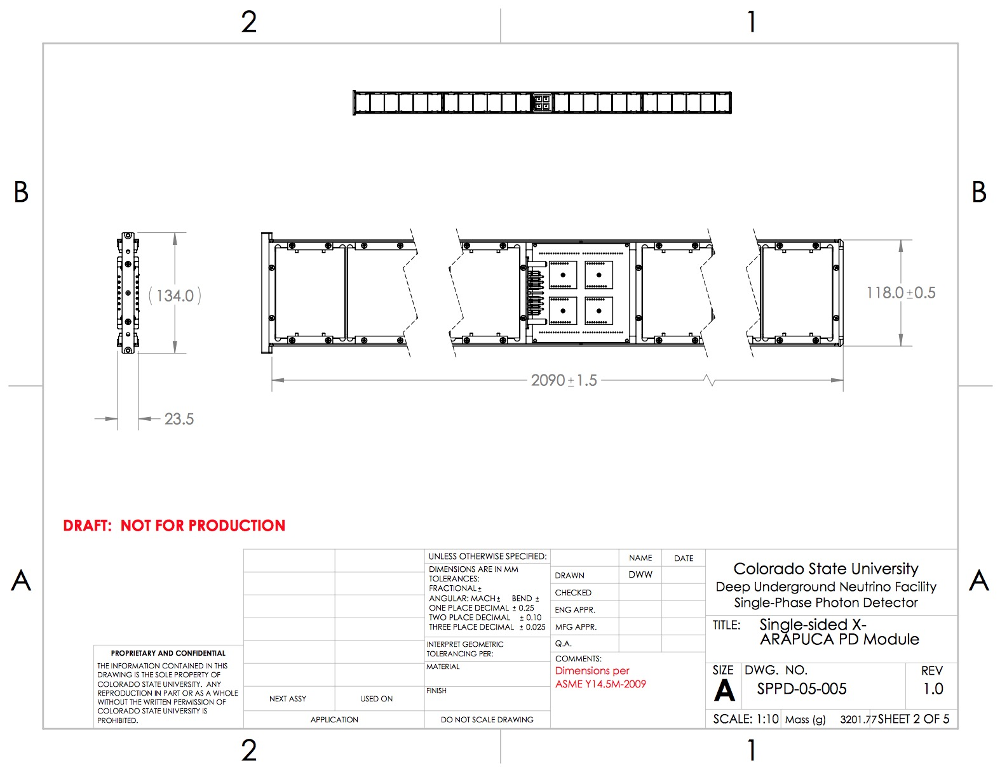 2 1
B B
(134.0)
118.0±0.5
2090±1.5
23.5
DRAFT: NOT FOR PRODUCTION
A A
UNLESS OTHERWISE SPECIFIED:
DIMENSIONS ARE IN MM
TOLERANCES:
FRACTIONAL±
ANGULAR: MACH± BEND ±
ONE PLACE DECIMAL ± 0.25
TWO PLACE DECIMAL ± 0.10
THREE PLACE DECIMAL ± 0.025
INTERPRET GEOMETRIC
TOLERANCING PER:
MATERIAL
FINISH
DO NOT SCALE DRAWING
NAME DATE
DRAWN DWW
CHECKED
ENG APPR.
MFG APPR.
Q.A.
COMMENTS:
Dimensions per
ASME Y14.5M-2009
Colorado State University
Deep Underground Neutrino Facility
Single-Phase Photon Detector
TITLE: Single-sided X-
ARAPUCA PD Module
SIZE DWG. NO. REV
A SPPD-05-005 1.0
SCALE: 1:10 Mass (g) 3201.77 SHEET 2 OF 5
PROPRIETARY AND CONFIDENTIAL
THE INFORMATION CONTAINED IN THIS
DRAWING IS THE SOLE PROPERTY OF
COLORADO STATE UNIVERSITY. ANY
REPRODUCTION IN PART OR AS A WHOLE
WITHOUT THE WRITTEN PERMISSION OF
COLORADO STATE UNIVERSITY IS
PROHIBITED.
NEXT ASSY USED ON
APPLICATION
2 1